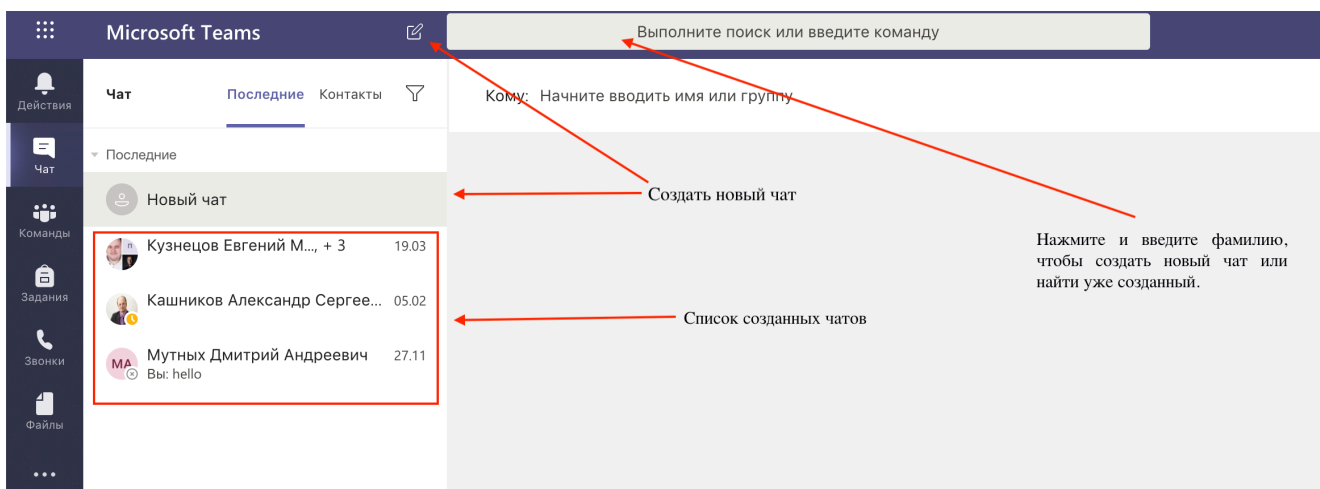 Microsoft Teams
Выполните поиск или введите команду
Действия
Чат
Команды
Задания
Звонки
Файлы
Чат Последние Контакты
Последние
Новый чат
Кузнецов Евгений М..., + 3 19.03
п
Кашников Александр Сергее... 05.02
МА
Мутных Дмитрий Андреевич 27.11
Вы: hello
Кому: Начните вводить имя или группу
Создать новый чат
Список созданных чатов
Нажмите и введите фамилию,
чтобы создать новый чат или
найти уже созданный.